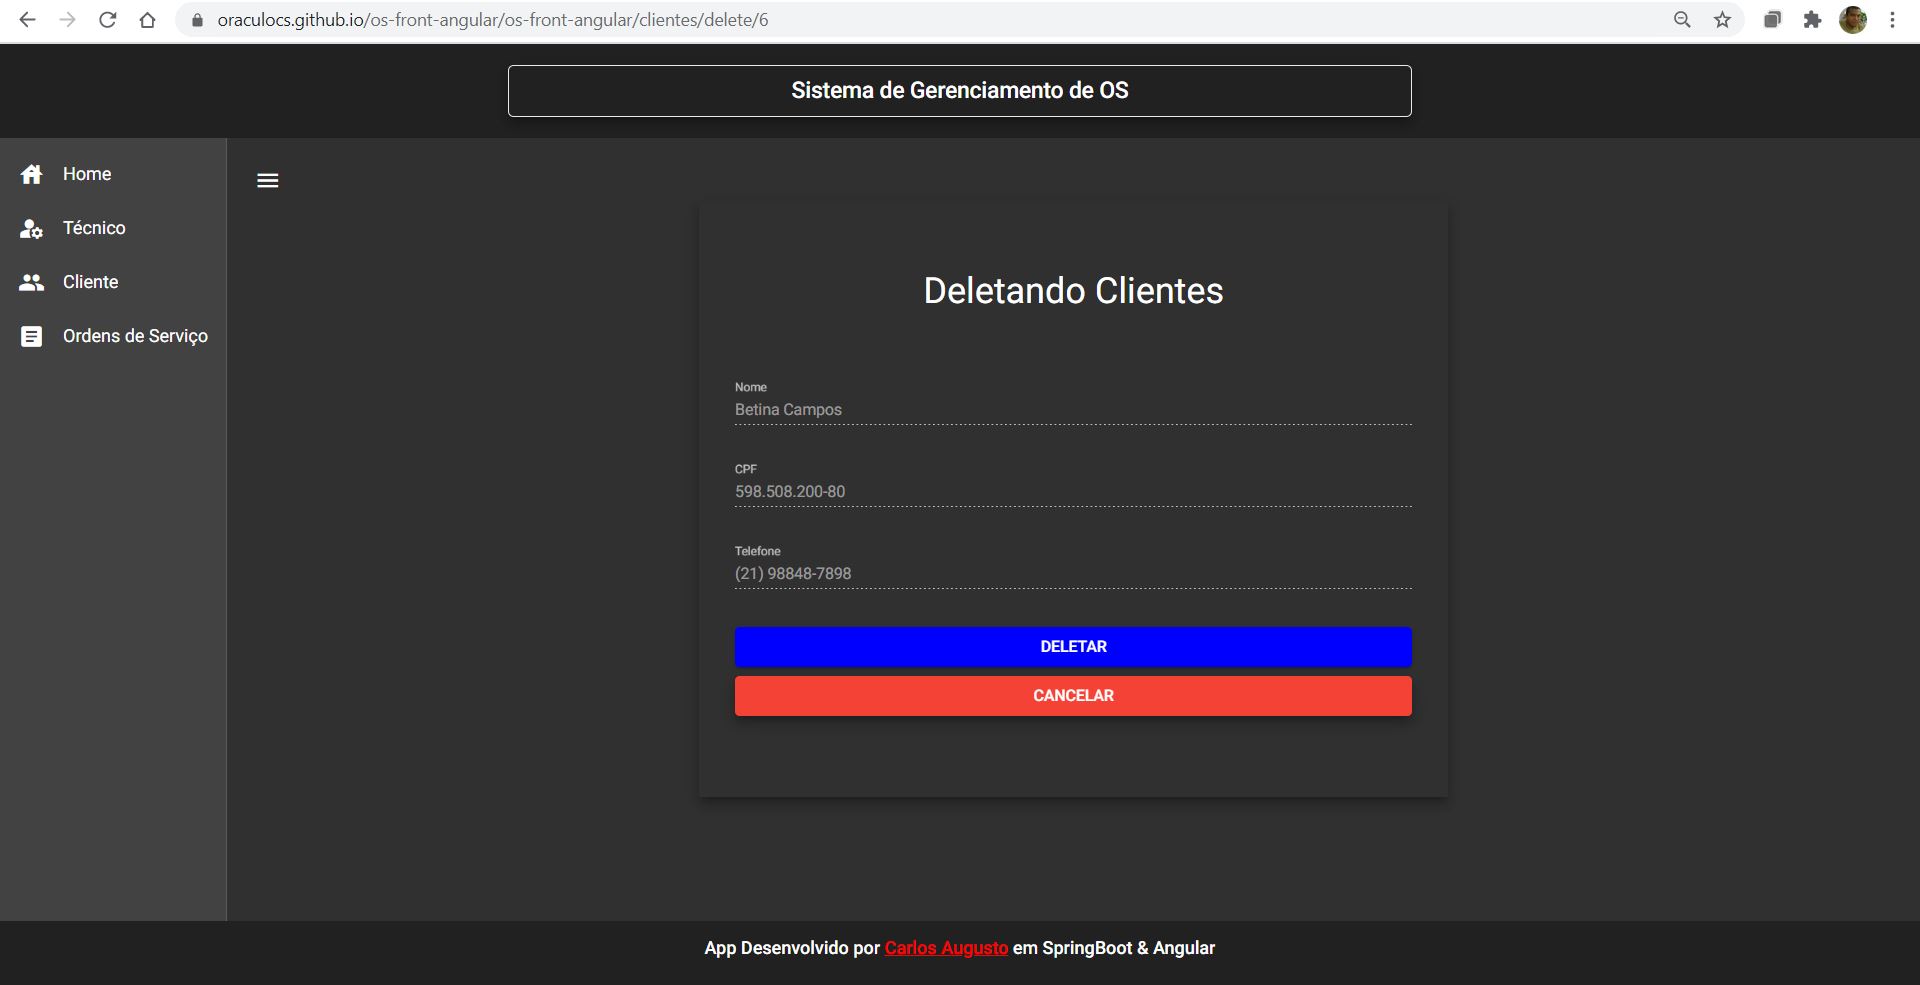 oraculocs.github.io/os-front-angular/os-front-angular/clientes/delete/6
Sistema de Gerenciamento de OS
Home
Técnico
Cliente
Ordens de Serviço
Deletando Clientes
Nome
Betina Campos
CPF
598.508.200-80
Telefone
(21) 98848-7898
DELETAR
CANCELAR
App Desenvolvido por Carlos Augusto em SpringBoot & Angular